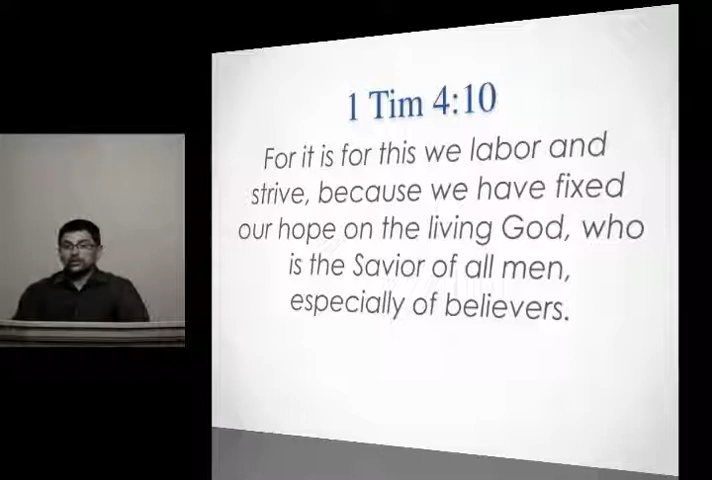 1 Tim 4:10
For it is for this we labor and
strive, because we have fixed
our hope on the living God, who
is the Savior of all men,
especially of believers.